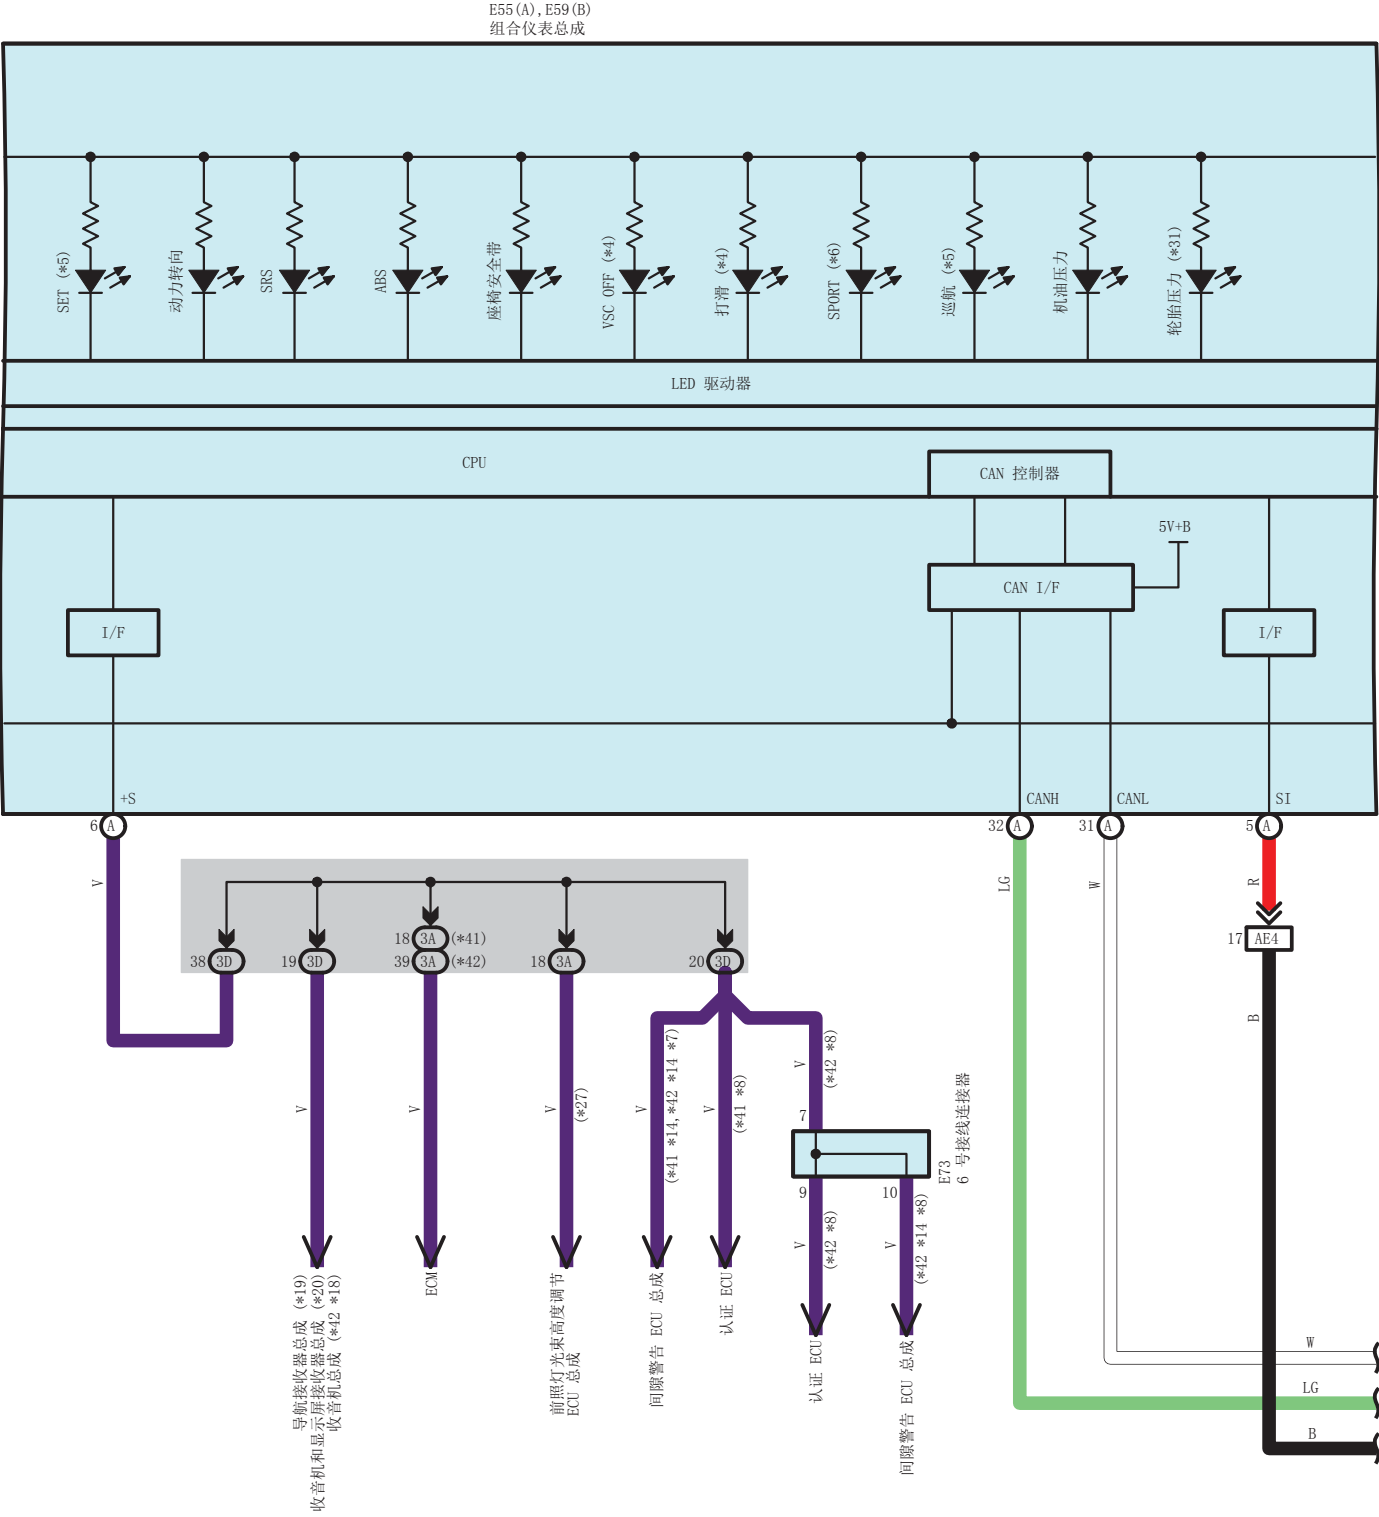 E55(A),E59(B)
组合仪表总成
SET (*5)
动力转向
SRS
ABS
座椅安全带
VSC OFF (*4)
打滑 (*4)
SPORT (*6)
巡航 (*5)
机油压力
轮胎压力 (*31)
LED 驱动器
CPU
CAN 控制器
5V+B
CAN I/F
I/F
I/F
+S
CANH
CANL
SI
6 A
32 A
31 A
5 A
V
LG
W
R
18 3A (*41)
17 AE4
38 3D
19 3D
39 3A (*42)
18 3A
20 3D
B
V
V
V
(*27)
V
(*41 *14,*42 *14 *7)
V
(*41 *8)
V
(*42 *8)
7
E73
6 号接线连接器
9
10
V
(*42 *8)
V
(*42 *14 *8)
导航接收器总成 (*19)
收音机和显示屏接收器总成 (*20)
收音机总成 (*42 *18)
ECM
前照灯光束高度调节
ECU 总成
间隙警告 ECU 总成
认证 ECU
认证 ECU
间隙警告 ECU 总成
W
LG
B